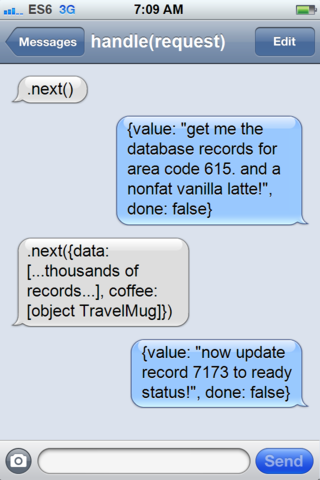 ES6 3G 7:09 AM
Messages handle(request) Edit
.next()
{value: "get me the
database records for
area code 615. and a
nonfat vanilla latte!",
done: false}
.next({data:
[...thousands of
records...], coffee:
[object TravelMug]})
{value: "now update
record 7173 to ready
status!", done: false}
Send